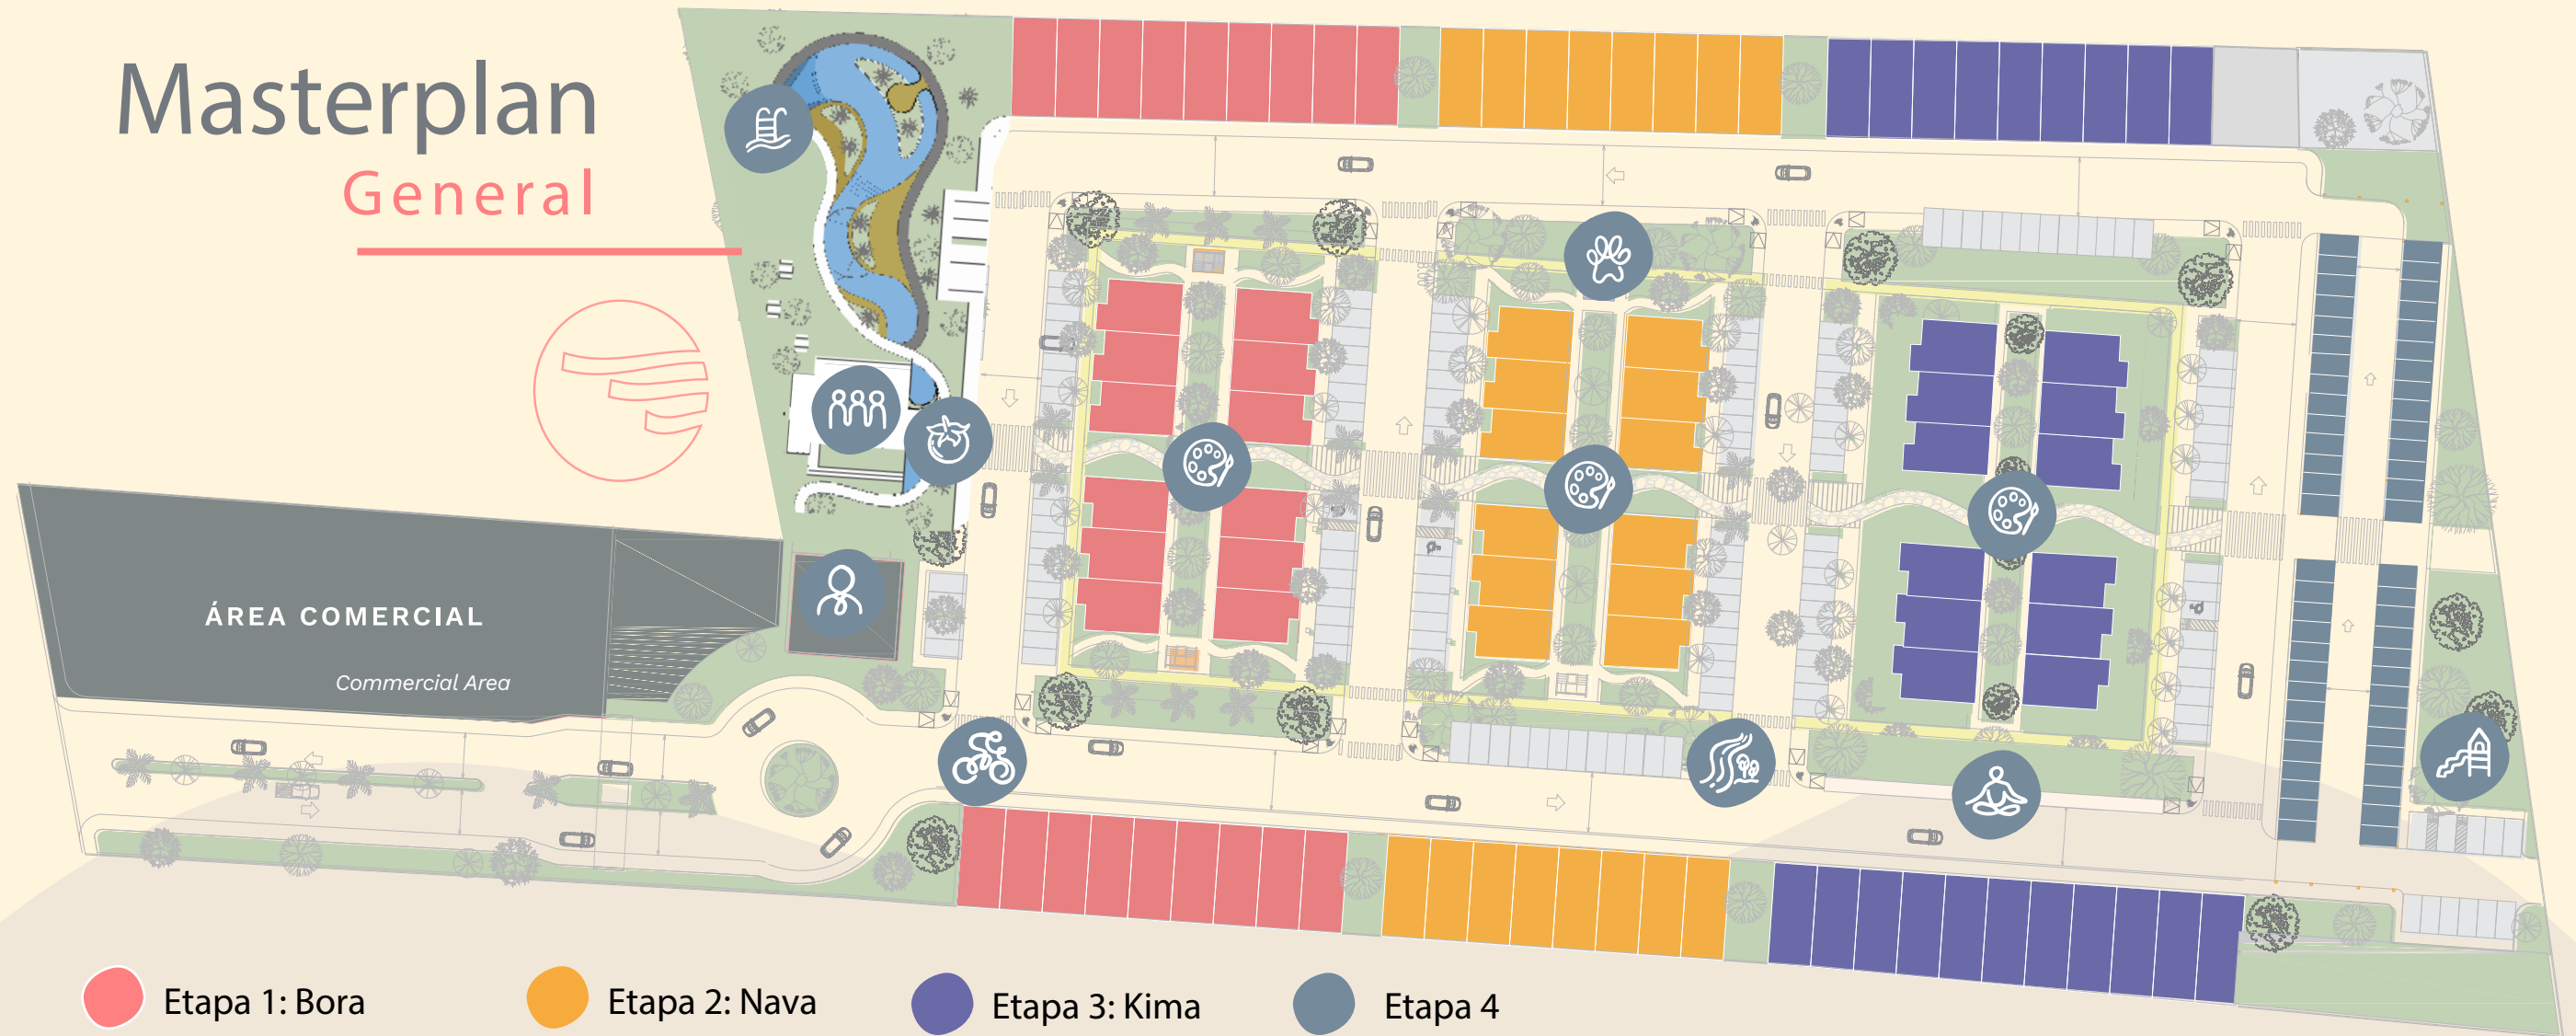 Masterplan
General
ÁREA COMERCIAL
Commercial Area
Etapa 1: Bora
Etapa 2: Nava
Etapa 3: Kima
Etapa 4